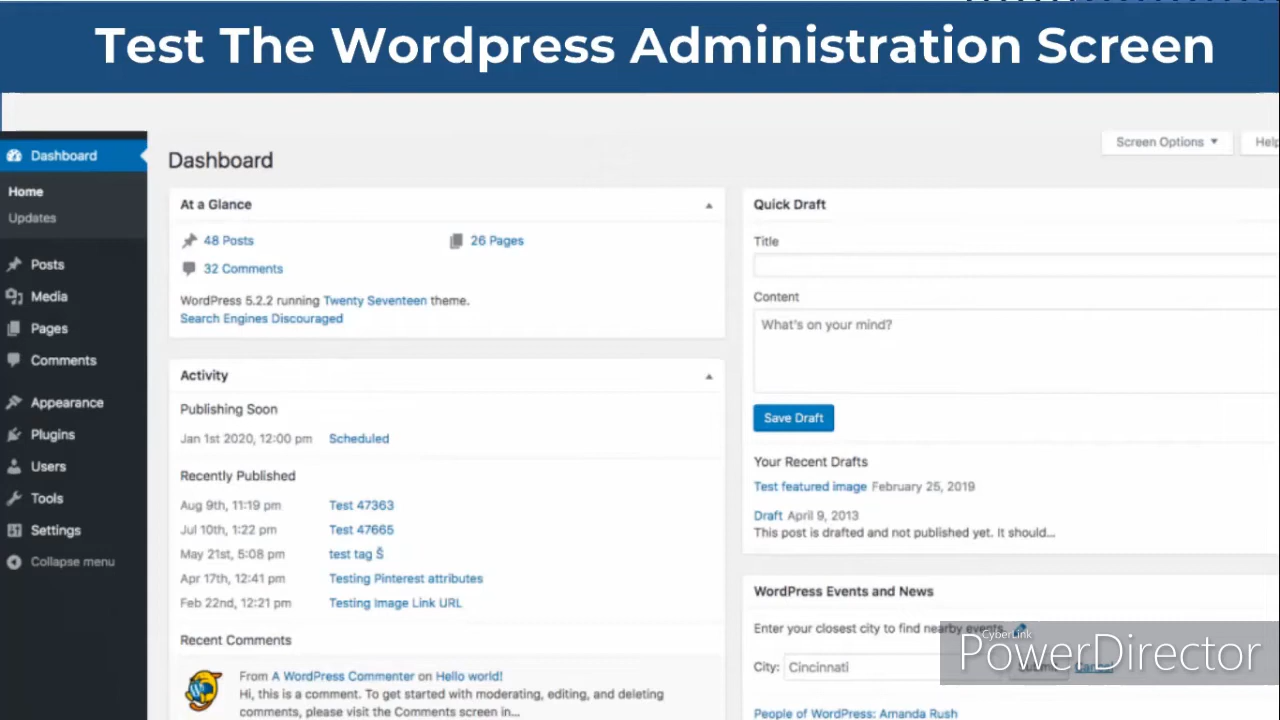 Test The Wordpress Administration Screen
Screen Options
Help
Dashboard
Home
Updates
Posts
Media
Pages
Comments
Appearance
Plugins
Users
Tools
Settings
Collapse menu
Dashboard
At a Glance
48 Posts
26 Pages
32 Comments
WordPress 5.2.2 running Twenty Seventeen theme.
Search Engines Discouraged
Activity
Publishing Soon
Jan 1st 2020, 12:00 pm Scheduled
Recently Published
Aug 9th, 11:19 pm Test 47363
Jul 10th, 1:22 pm Test 47665
May 21st, 5:08 pm test tag Š
Apr 17th, 12:41 pm Testing Pinterest attributes
Feb 22nd, 12:21 pm Testing Image Link URL
Recent Comments
From A WordPress Commenter on Hello world!
Hi, this is a comment. To get started with moderating, editing, and deleting
comments, please visit the Comments screen in...
Quick Draft
Title
Content
What's on your mind?
Save Draft
Your Recent Drafts
Test featured image February 25, 2019
Draft April 9, 2013
This post is drafted and not published yet. It should...
WordPress Events and News
Enter your closest city to find nearby events.
City: Cincinnati
Cancel
People of WordPress: Amanda Rush
CyberLink
PowerDirector